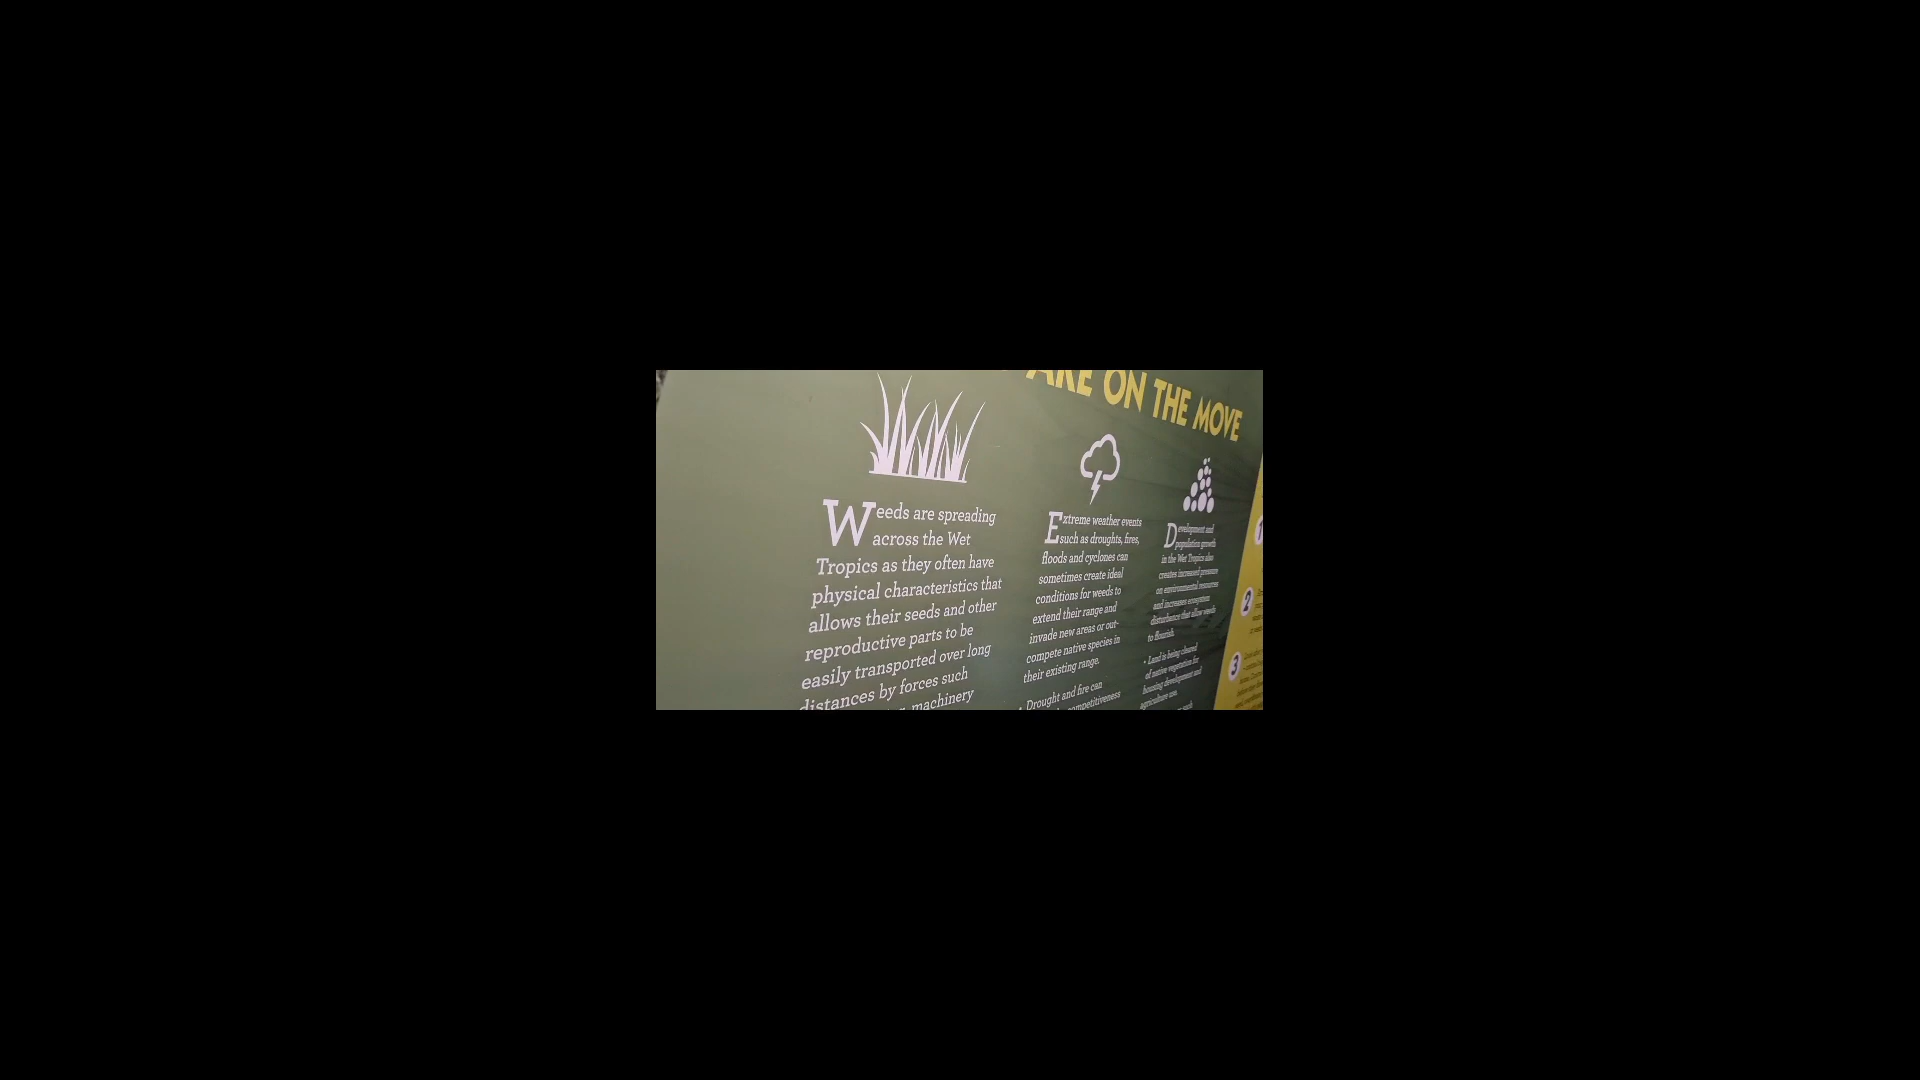 ARE ON THE MOVE
Weeds are spreading
across the Wet
Tropics as they often have
physical characteristics that
allows their seeds and other
reproductive parts to be
easily transported over long
distances by forces such
machinery
Extreme weather events
such as droughts, fires,
floods and cyclones can
sometimes create ideal
conditions for weeds to
extend their range and
invade new areas or out-
compete native species in
their existing range.
• Drought and fire can
competitiveness
Development and
population growth
in the Wet Tropics also
creates increased pressure
on environmental resources
and increases ecosystem
disturbance that allow weeds
to flourish.
• Land is being cleared
of native vegetation for
housing development and
agriculture use.
such
1
2
3